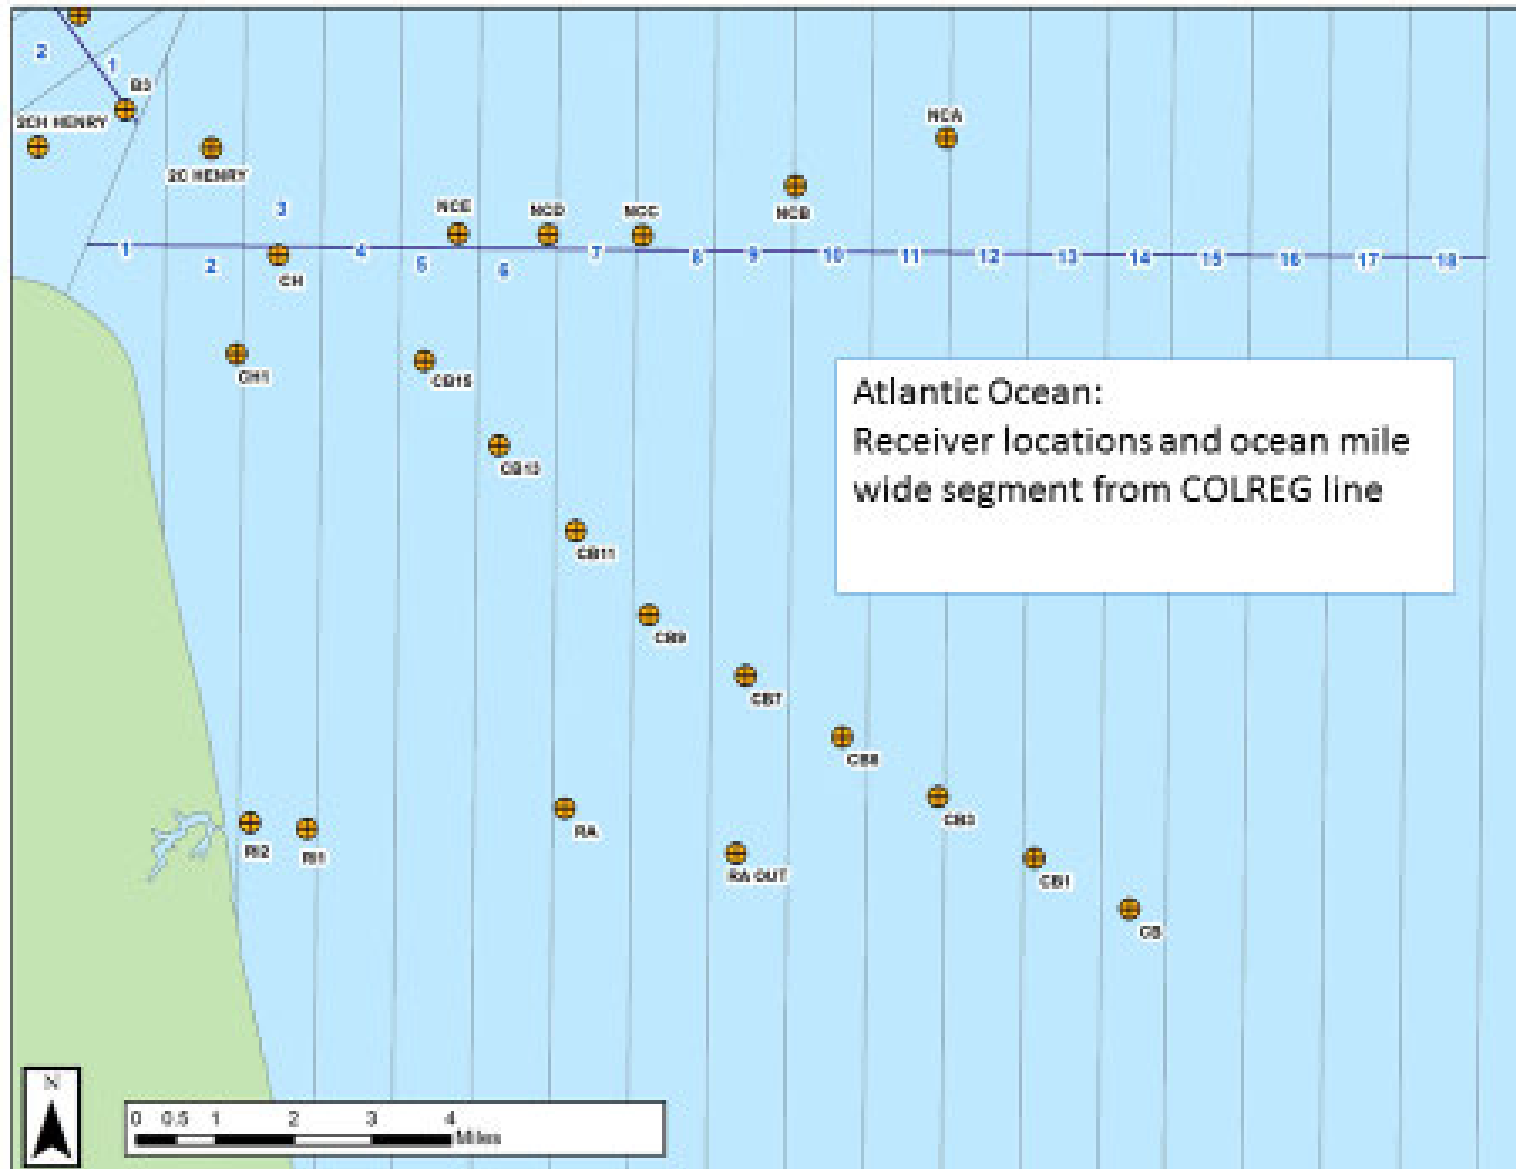 2
1
B3
2CH HENRY
2C HENRY
NCA
NCB
NCE
NCD
NCC
3
1
2
4
5
6
7
8
9
10
11
12
13
14
15
16
17
18
CH
CH1
CB15
CB13
CB11
CB9
CB7
CB3
CB1
CB
RI2
RI1
RA
RA OUT
Atlantic Ocean:
Receiver locations and ocean mile
wide segment from COLREG line
N
0 0.5 1 2 3 4
Miles